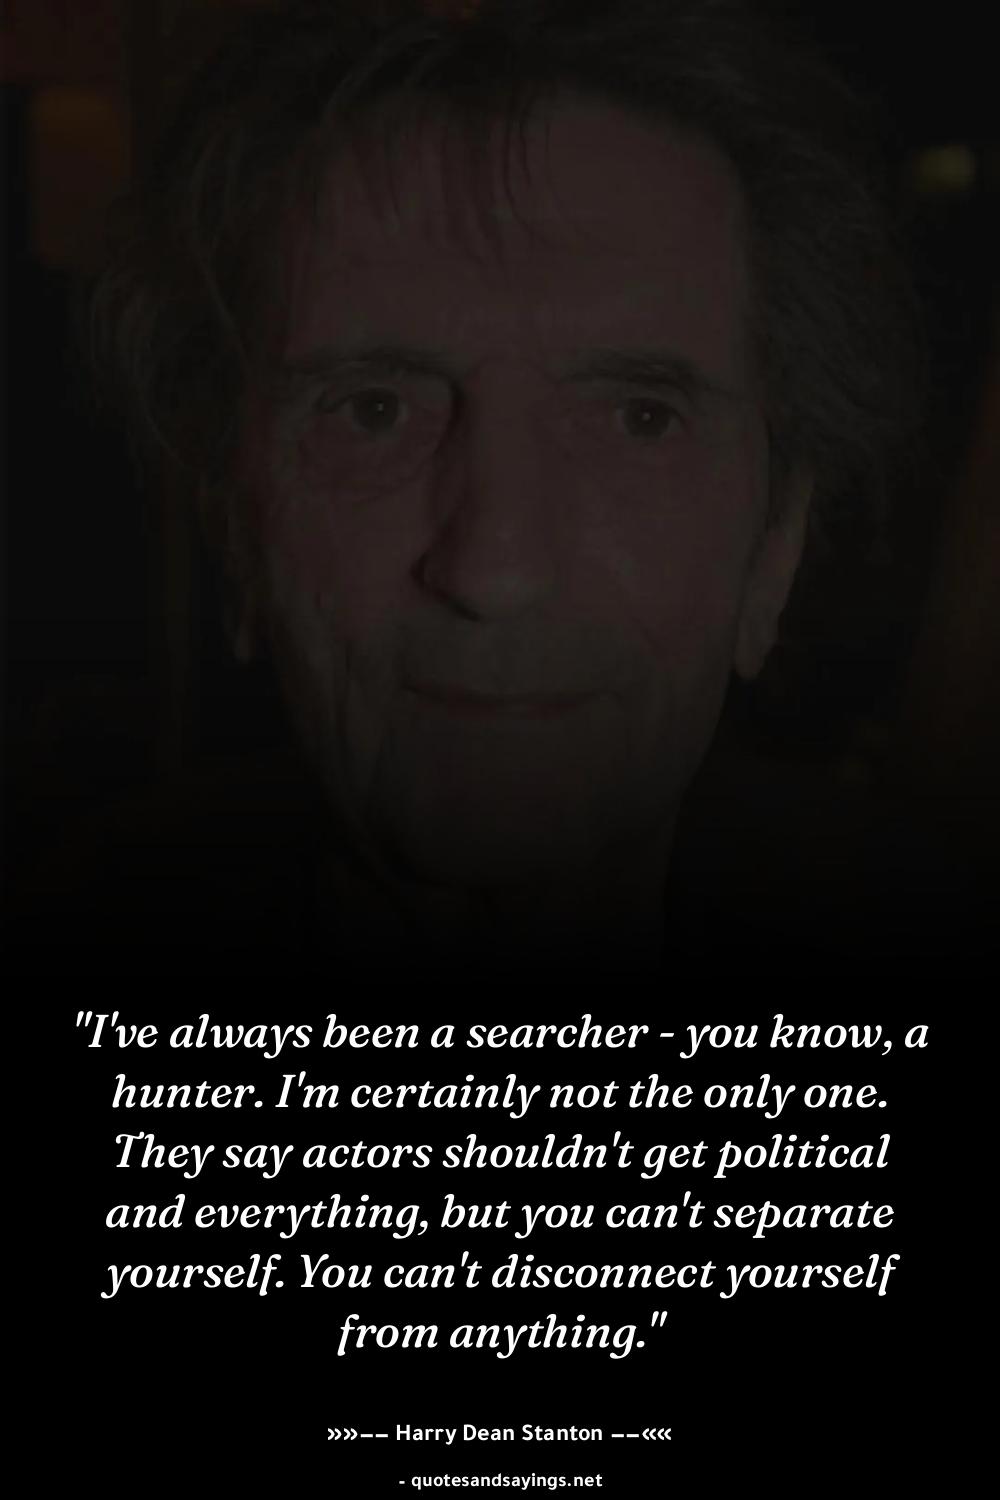 "I've always been a searcher - you know, a
hunter. I'm certainly not the only one.
They say actors shouldn't get political
and everything, but you can't separate
yourself. You can't disconnect yourself
from anything."
»»–– Harry Dean Stanton ––««
- quotesandsayings.net